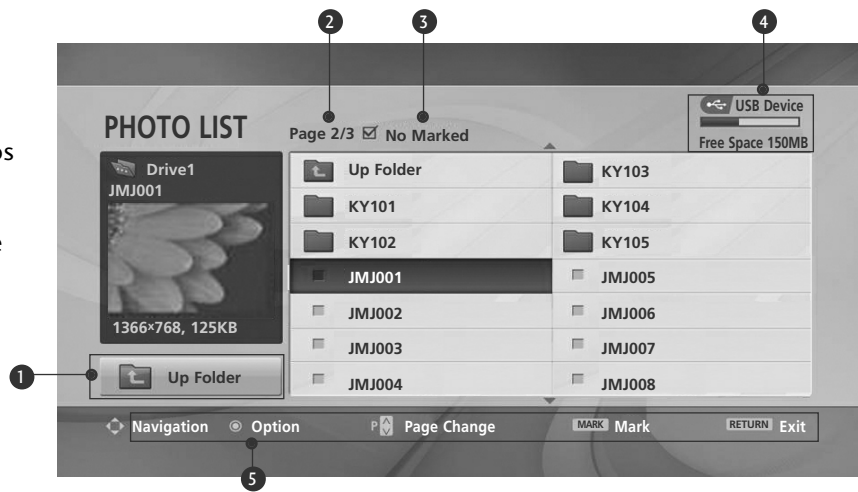 2
3
4
USB Device
Free Space 150MB
PHOTO LIST
Page 2/3
No Marked
Drive1
JMJ001
1366×768, 125KB
Up Folder
KY101
KY102
JMJ001
JMJ002
JMJ003
JMJ004
KY103
KY104
KY105
JMJ005
JMJ006
JMJ007
JMJ008
os
e
1
Up Folder
Navigation
Option
P
Page Change
MARK Mark
RETURN Exit
5